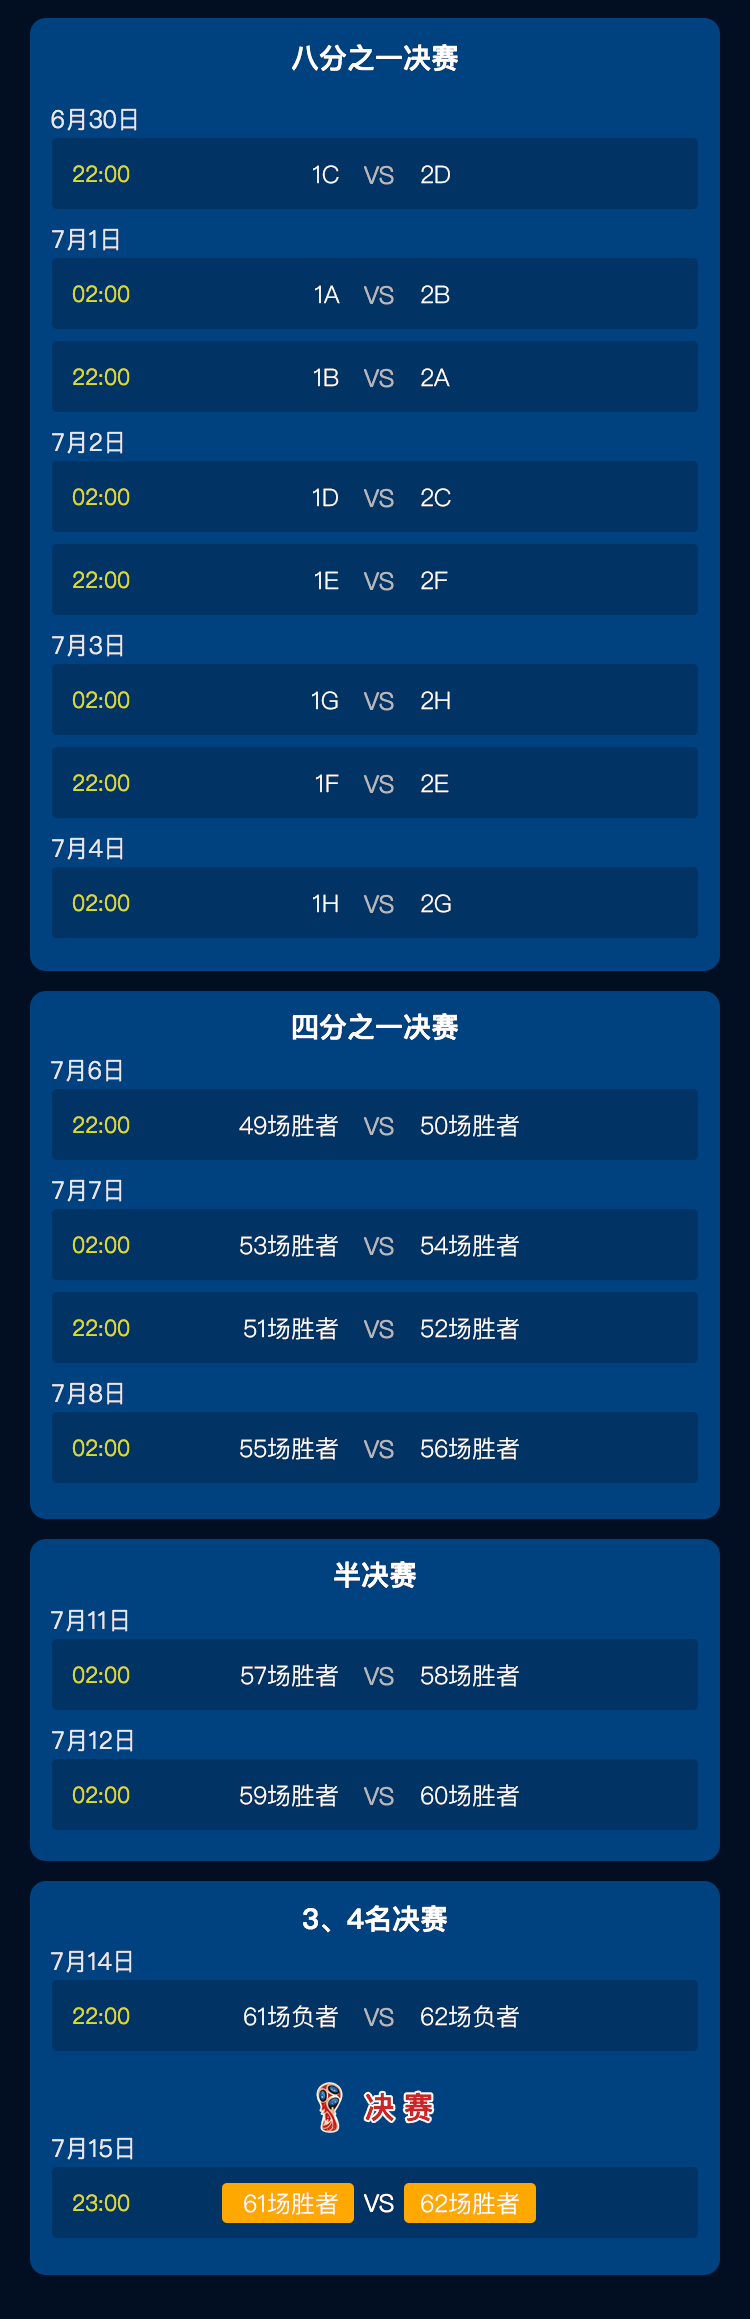 八分之一决赛
6月30日
22:00 1C VS 2D
7月1日
02:00 1A VS 2B
22:00 1B VS 2A
7月2日
02:00 1D VS 2C
22:00 1E VS 2F
7月3日
02:00 1G VS 2H
22:00 1F VS 2E
7月4日
02:00 1H VS 2G
四分之一决赛
7月6日
22:00 49场胜者 VS 50场胜者
7月7日
02:00 53场胜者 VS 54场胜者
22:00 51场胜者 VS 52场胜者
7月8日
02:00 55场胜者 VS 56场胜者
半决赛
7月11日
02:00 57场胜者 VS 58场胜者
7月12日
02:00 59场胜者 VS 60场胜者
3、4名决赛
7月14日
22:00 61场负者 VS 62场负者
决 赛
7月15日
23:00 61场胜者 VS 62场胜者